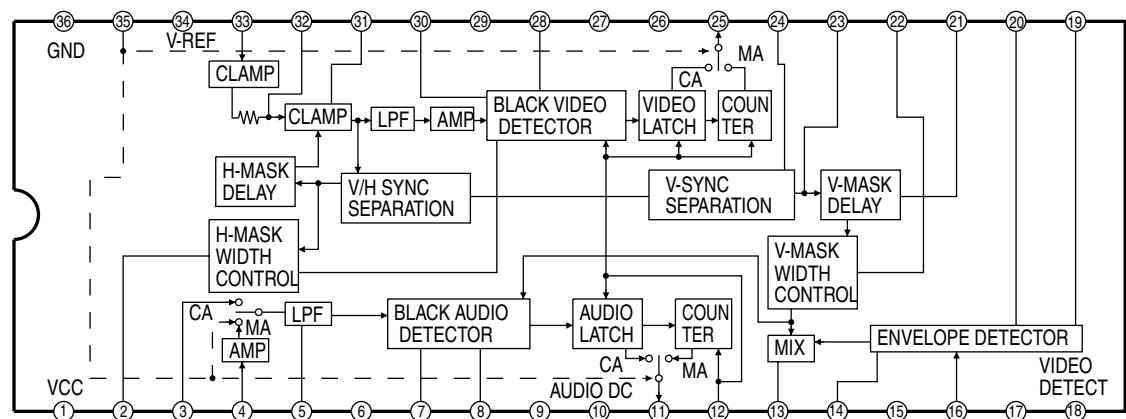 36 35 34 33 32 31 30 29 28 27 26 25 24 23 22 21 20 19
GND
V-REF
CLAMP
MA
CA
CLAMP
LPF
AMP
BLACK VIDEO
DETECTOR
VIDEO
LATCH
COUN
TER
H-MASK
DELAY
V/H SYNC
SEPARATION
V-SYNC
SEPARATION
V-MASK
DELAY
H-MASK
WIDTH
CONTROL
V-MASK
WIDTH
CONTROL
CA
MA
LPF
AMP
BLACK AUDIO
DETECTOR
AUDIO
LATCH
COUN
TER
MIX
ENVELOPE DETECTOR
CA
MA
VIDEO
DETECT
VCC
AUDIO DC
1 2 3 4 5 6 7 8 9 10 11 12 13 14 15 16 17 18